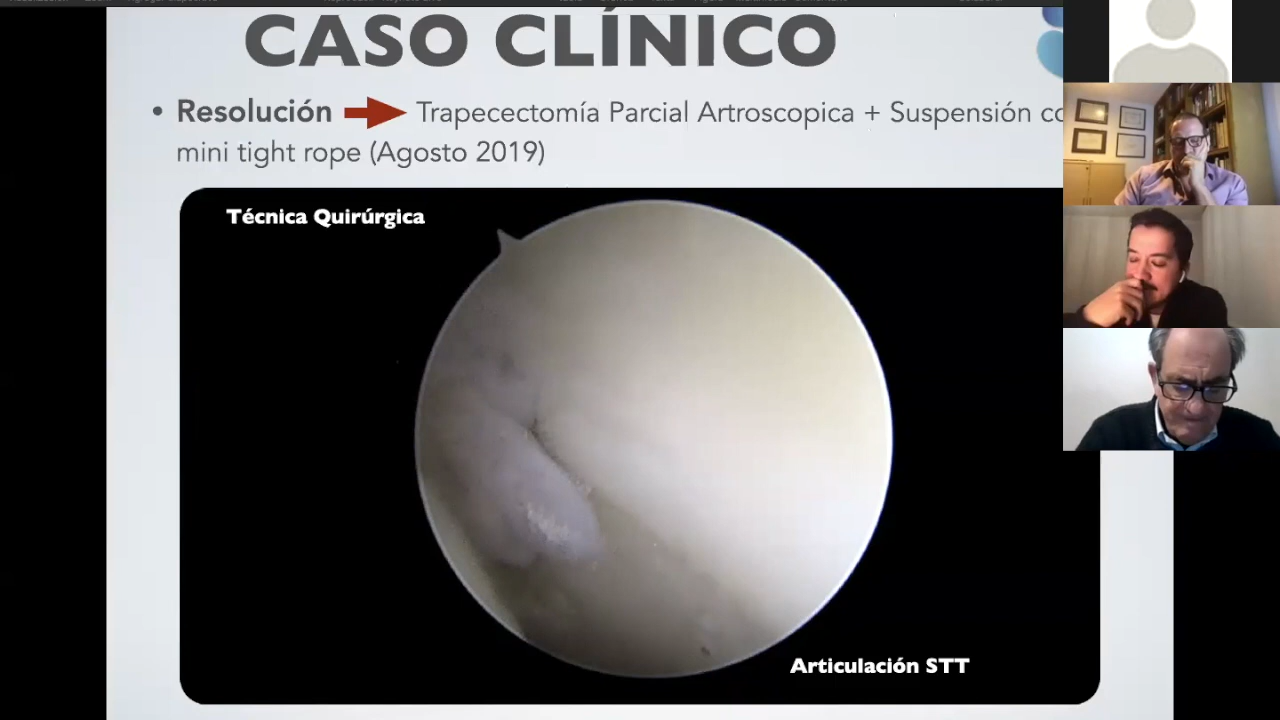 CASO CLÍNICO
• Resolución Trapecectomía Parcial Artroscopica + Suspensión co
mini tight rope (Agosto 2019)
Técnica Quirúrgica
Articulación STT